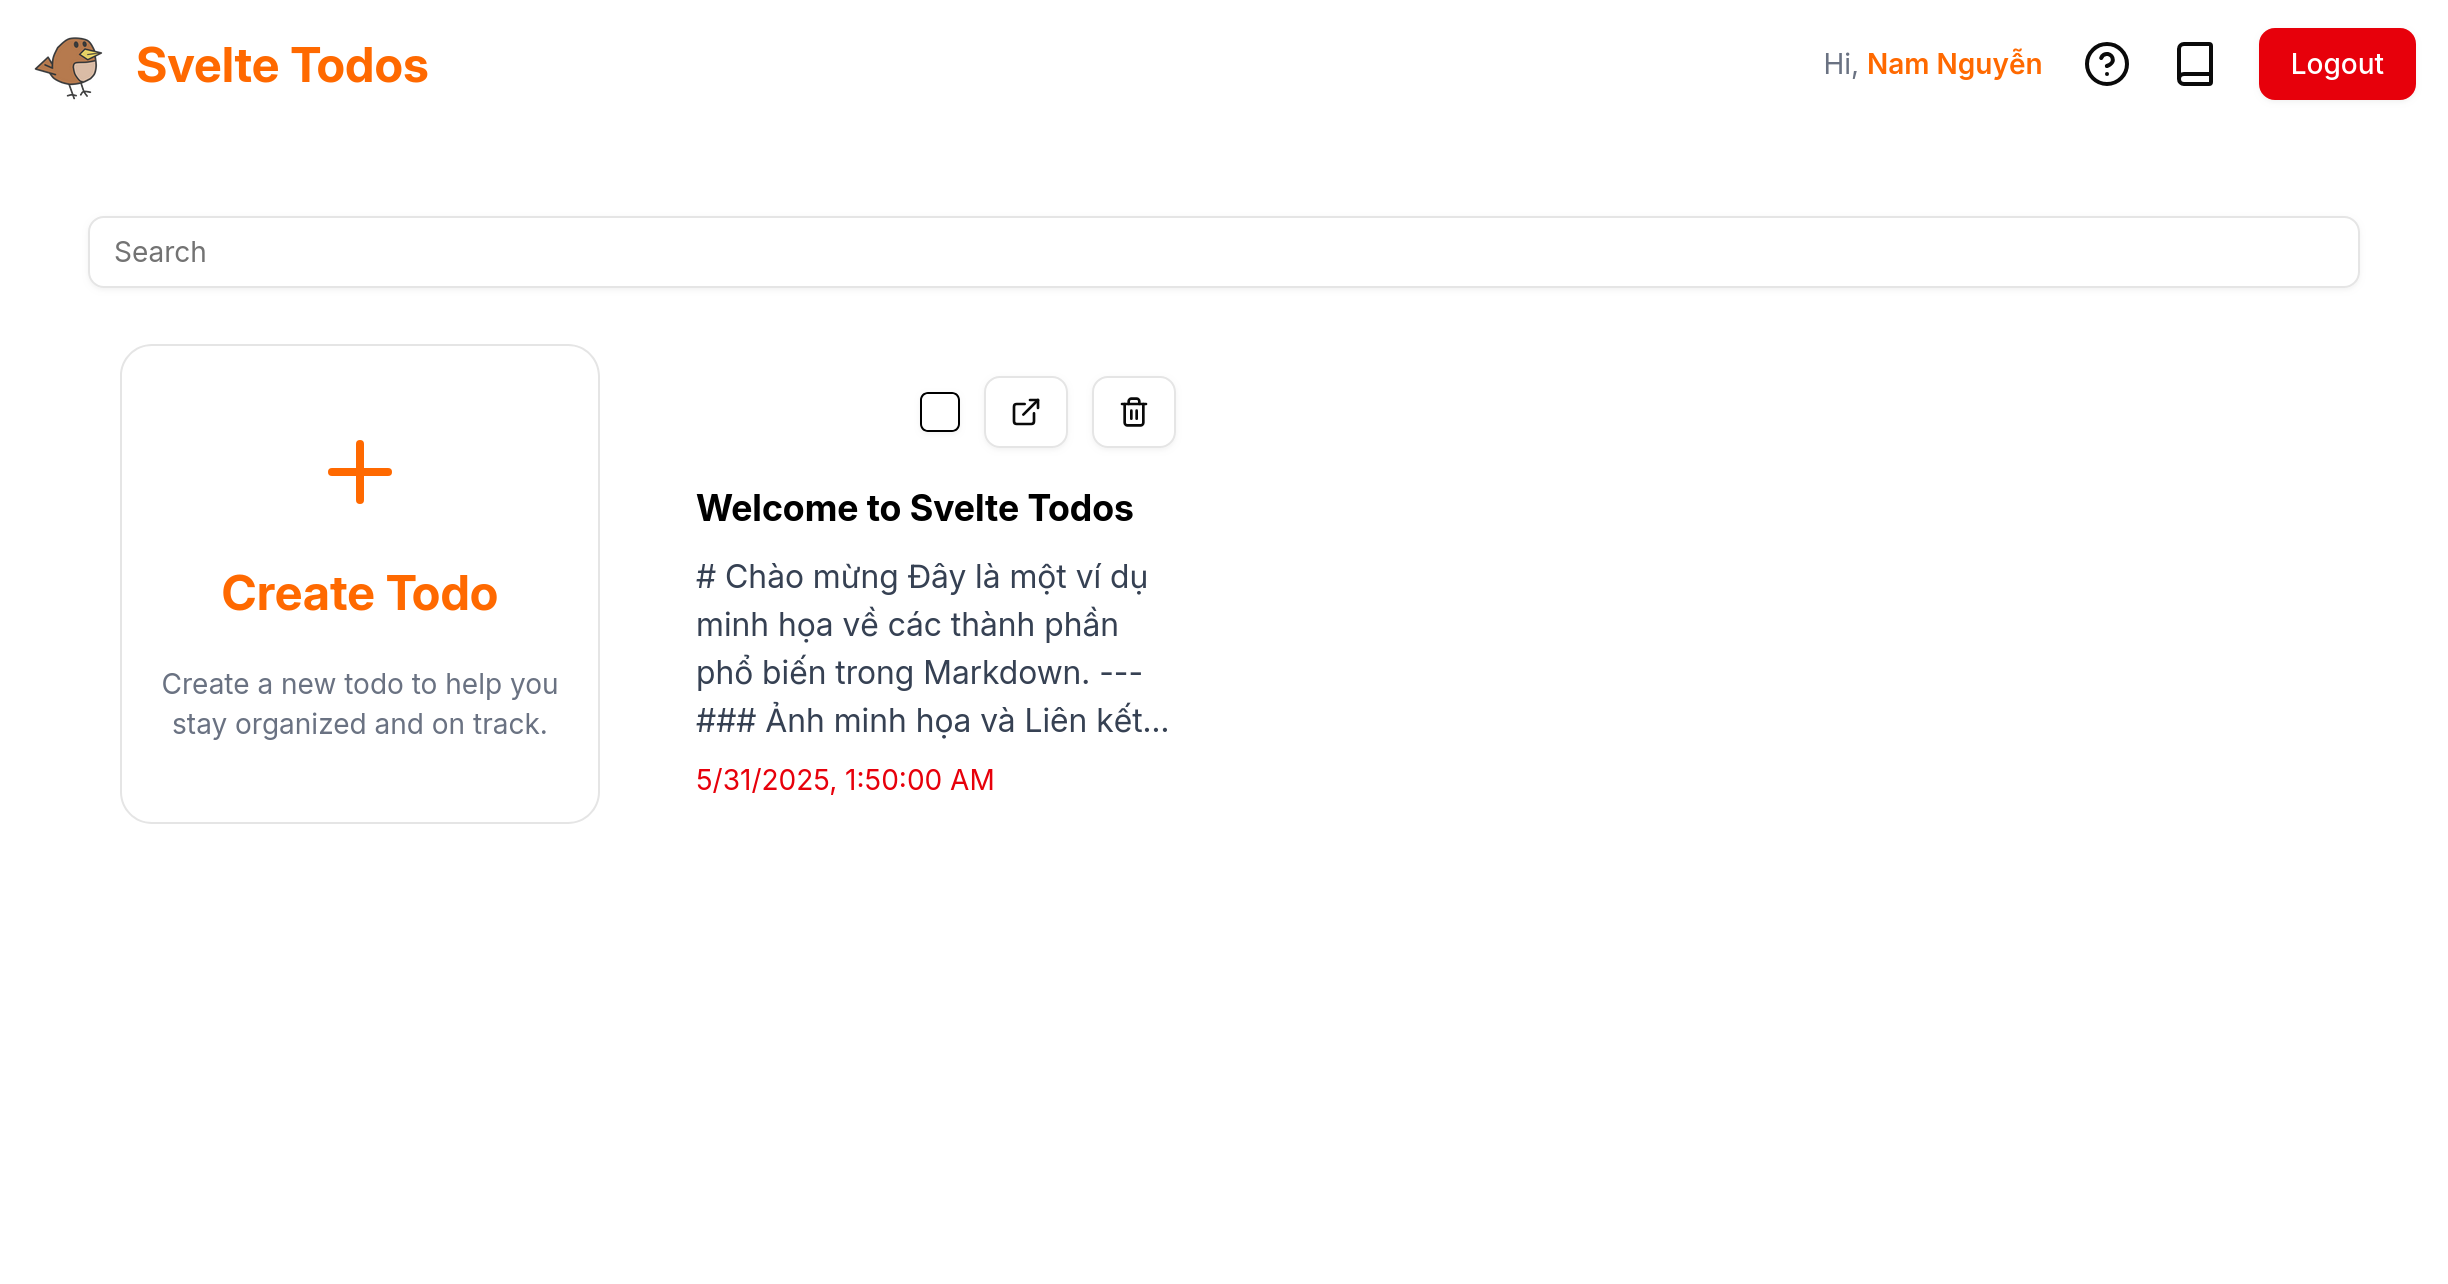 Svelte Todos
Hi, Nam Nguyễn
Logout
Search
Create Todo
Create a new todo to help you
stay organized and on track.
Welcome to Svelte Todos
# Chào mừng Đây là một ví dụ
minh họa về các thành phần
phổ biến trong Markdown. ---
### Ảnh minh họa và Liên kết...
5/31/2025, 1:50:00 AM